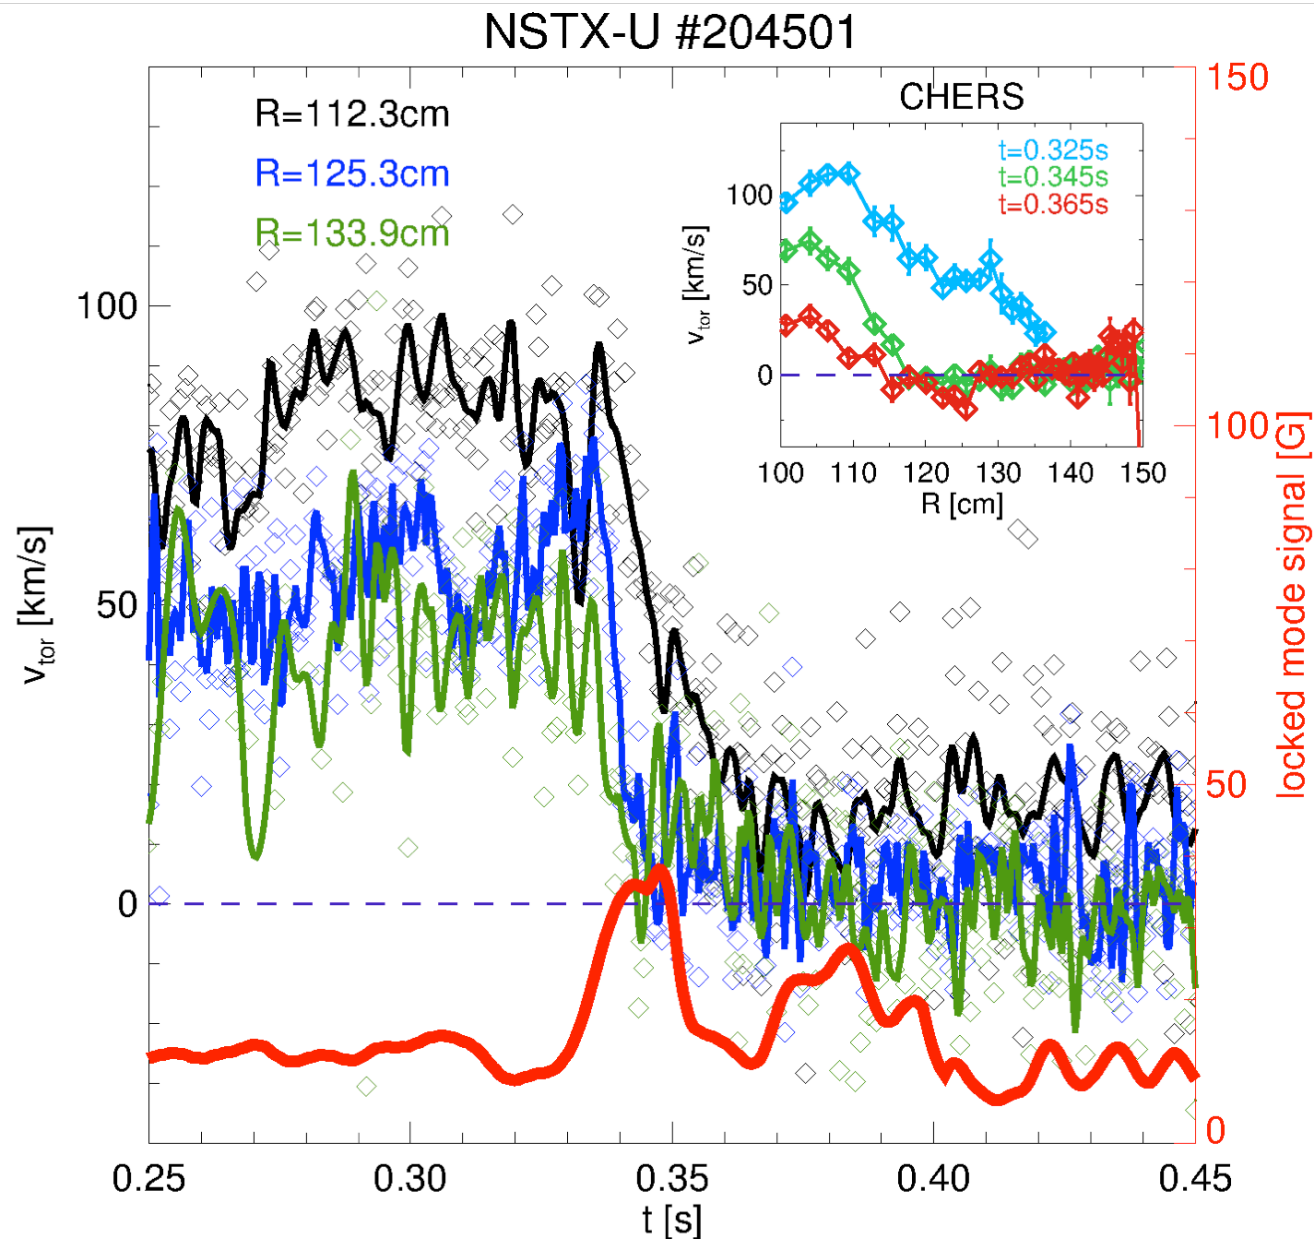 NSTX-U #204501
R=112.3cm
R=125.3cm
R=133.9cm
CHERS
t=0.325s
t=0.345s
t=0.365s
100
50
0
v_tor [km/s]
100 110 120 130 140 150
R [cm]
100
50
0
v_tor [km/s]
150
100
50
0
locked mode signal [G]
0.25 0.30 0.35 0.40 0.45
t [s]